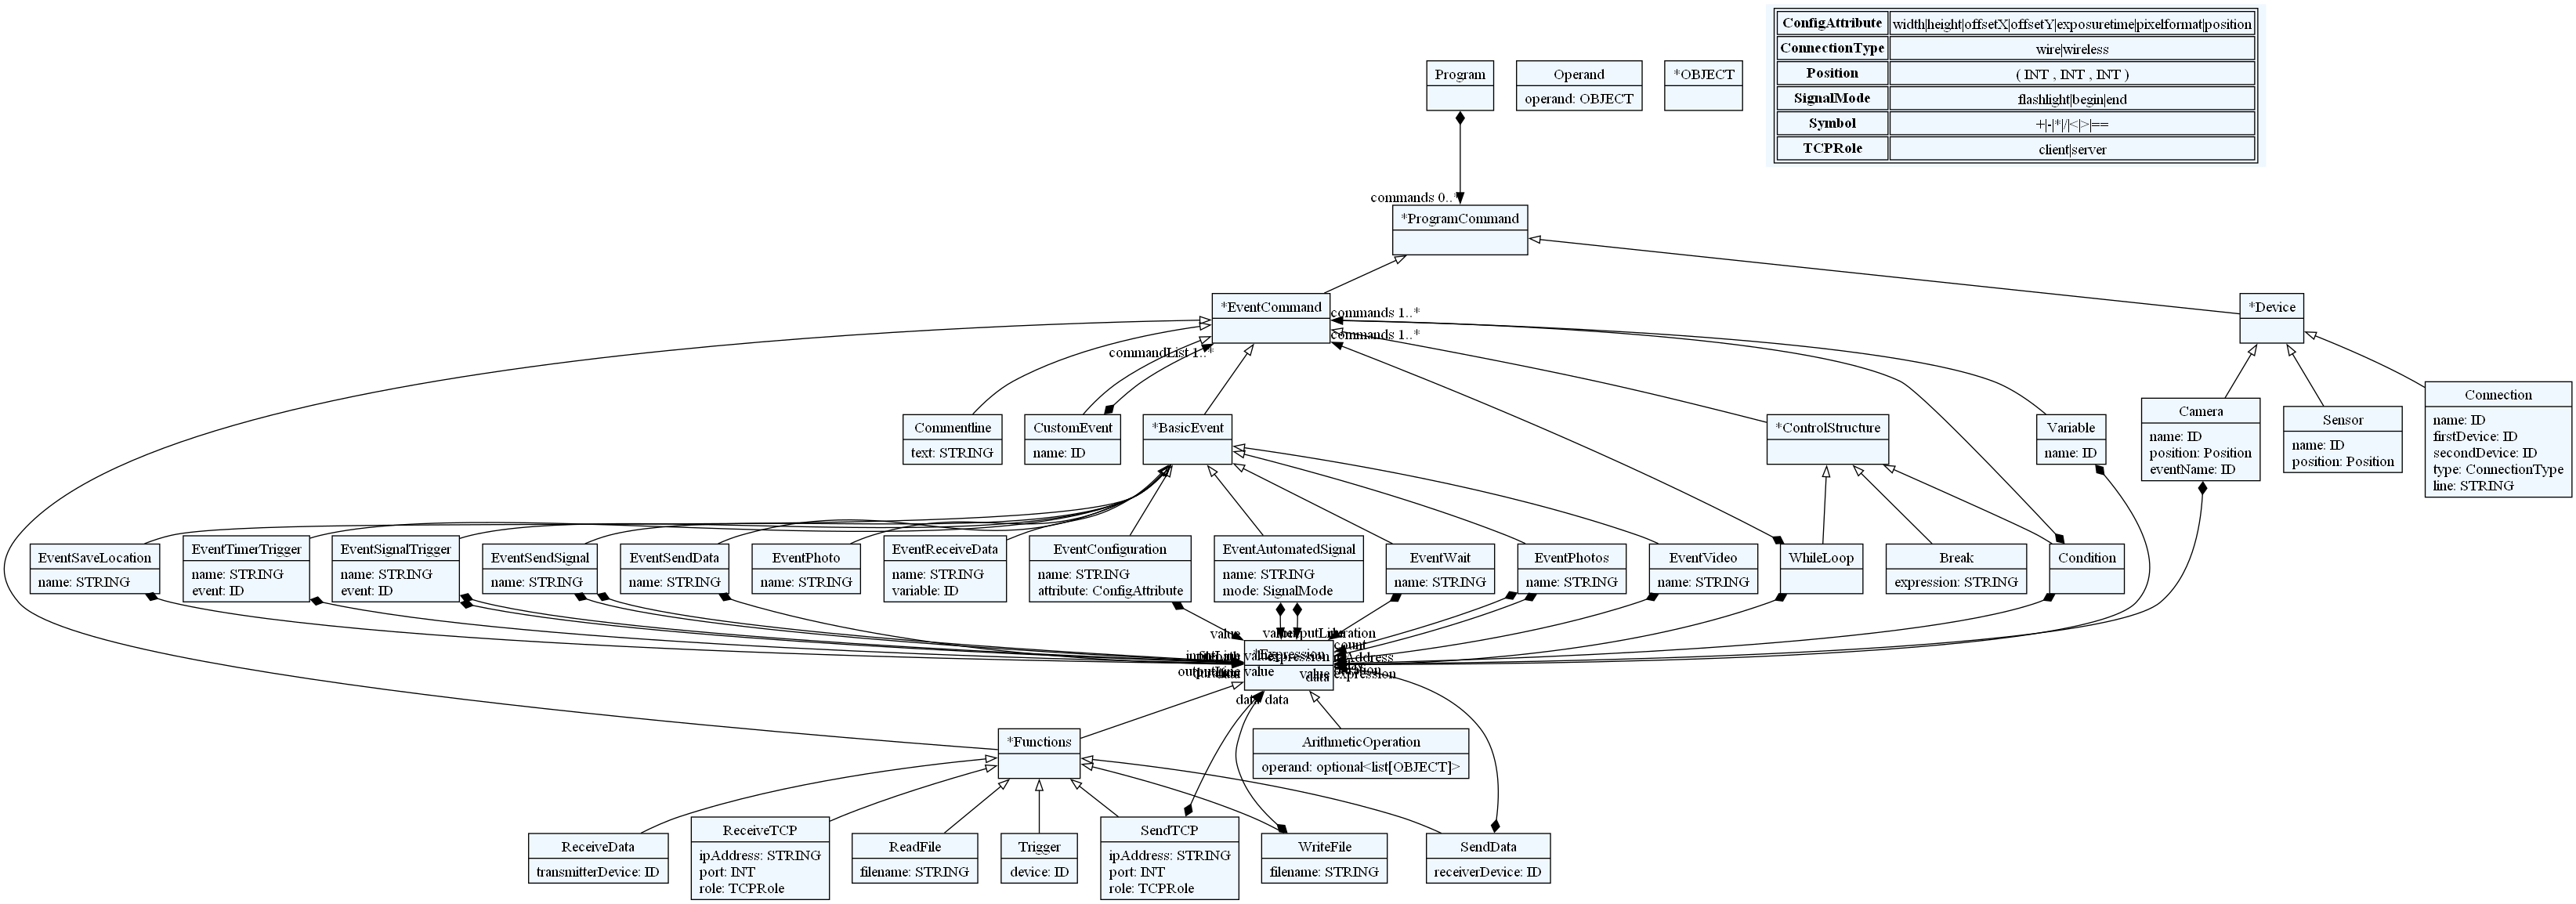 ConfigAttribute width|height|offsetX|offsetY|exposuretime|pixelformat|position
ConnectionType wire|wireless
Position ( INT , INT , INT )
SignalMode flashlight|begin|end
Symbol +|-|*|/|<|>|==
TCPRole client|server
Program
Operand
operand: OBJECT
*OBJECT
commands 0..*
*ProgramCommand
*EventCommand
commands 1..*
commands 1..*
commandList 1..*
*Device
Commentline
text: STRING
CustomEvent
name: ID
*BasicEvent
*ControlStructure
Variable
name: ID
Camera
name: ID
position: Position
eventName: ID
Sensor
name: ID
position: Position
Connection
name: ID
firstDevice: ID
secondDevice: ID
type: ConnectionType
line: STRING
EventSaveLocation
name: STRING
EventTimerTrigger
name: STRING
event: ID
EventSignalTrigger
name: STRING
event: ID
EventSendSignal
name: STRING
EventSendData
name: STRING
EventPhoto
name: STRING
EventReceiveData
name: STRING
variable: ID
EventConfiguration
name: STRING
attribute: ConfigAttribute
EventAutomatedSignal
name: STRING
mode: SignalMode
EventWait
name: STRING
EventPhotos
name: STRING
EventVideo
name: STRING
WhileLoop
Break
expression: STRING
Condition
value
count
*Expression
expression
value
value
expression
data
data
data
*Functions
ArithmeticOperation
operand: optional<list[OBJECT]>
ReceiveData
transmitterDevice: ID
ReceiveTCP
ipAddress: STRING
port: INT
role: TCPRole
ReadFile
filename: STRING
Trigger
device: ID
SendTCP
ipAddress: STRING
port: INT
role: TCPRole
WriteFile
filename: STRING
SendData
receiverDevice: ID